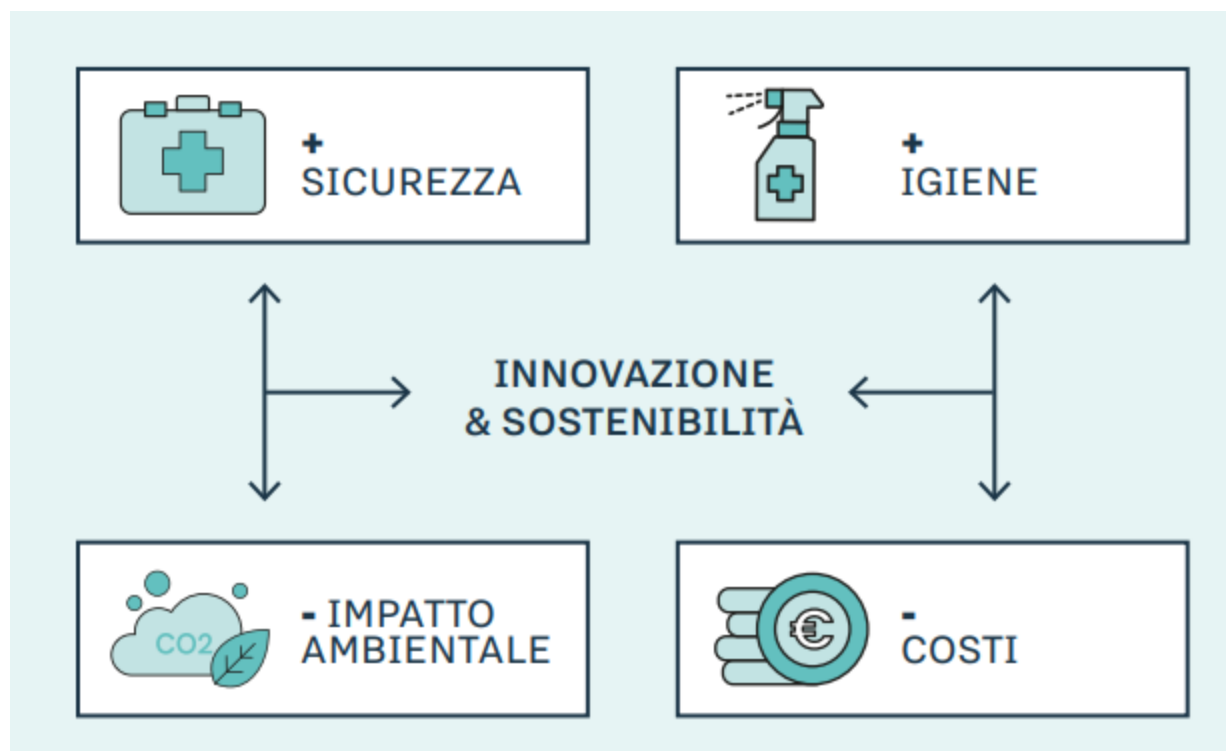 +
SICUREZZA
+
IGIENE
INNOVAZIONE
& SOSTENIBILITÀ
- IMPATTO
AMBIENTALE
CO2
-
COSTI
€